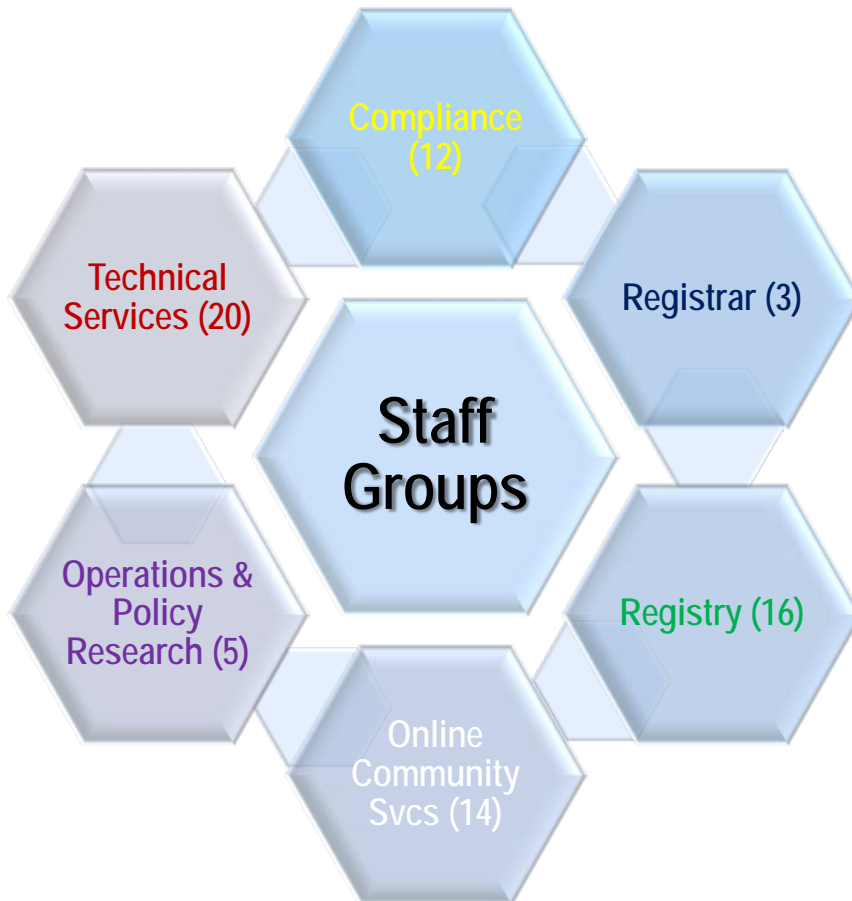 Compliance
(12)
Technical
Services (20)
Registrar (3)
Staff
Groups
Operations &
Policy
Research (5)
Registry (16)
Online
Community
Svcs (14)